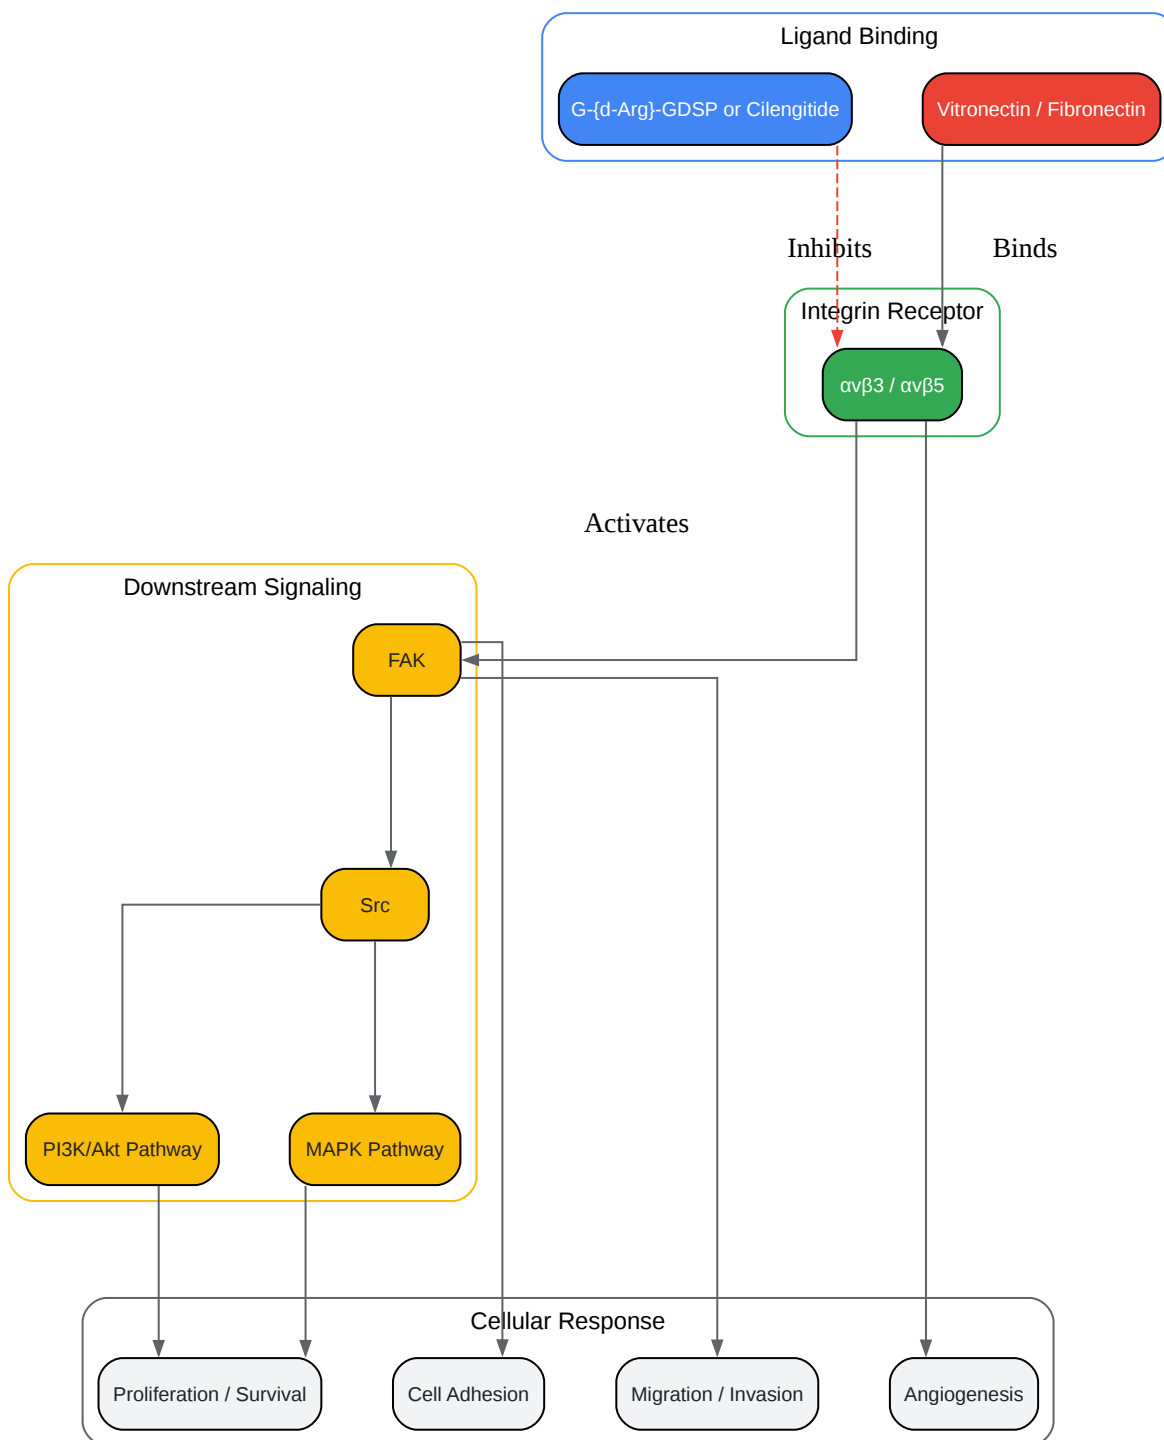 Ligand Binding
G-{d-Arg}-GDSP or Cilengitide
Vitronectin / Fibronectin
Inhibits
Binds
Integrin Receptor
αvβ3 / αvβ5
Activates
Downstream Signaling
FAK
Src
PI3K/Akt Pathway
MAPK Pathway
Cellular Response
Proliferation / Survival
Cell Adhesion
Migration / Invasion
Angiogenesis